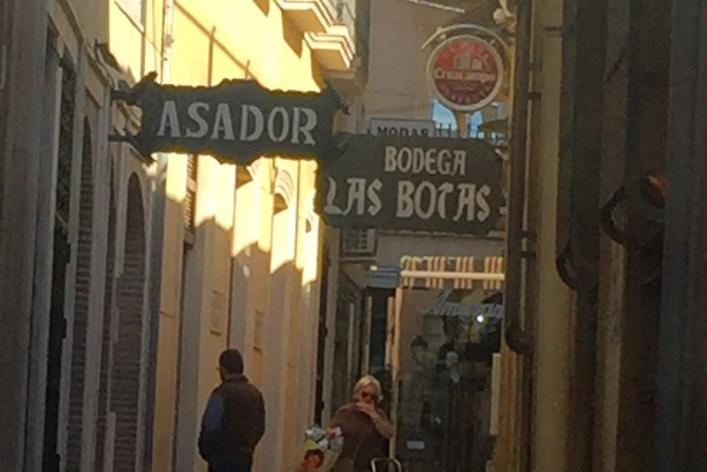 ASADOR
Cruzcampo
MODAS
BODEGA
LAS BOTAS